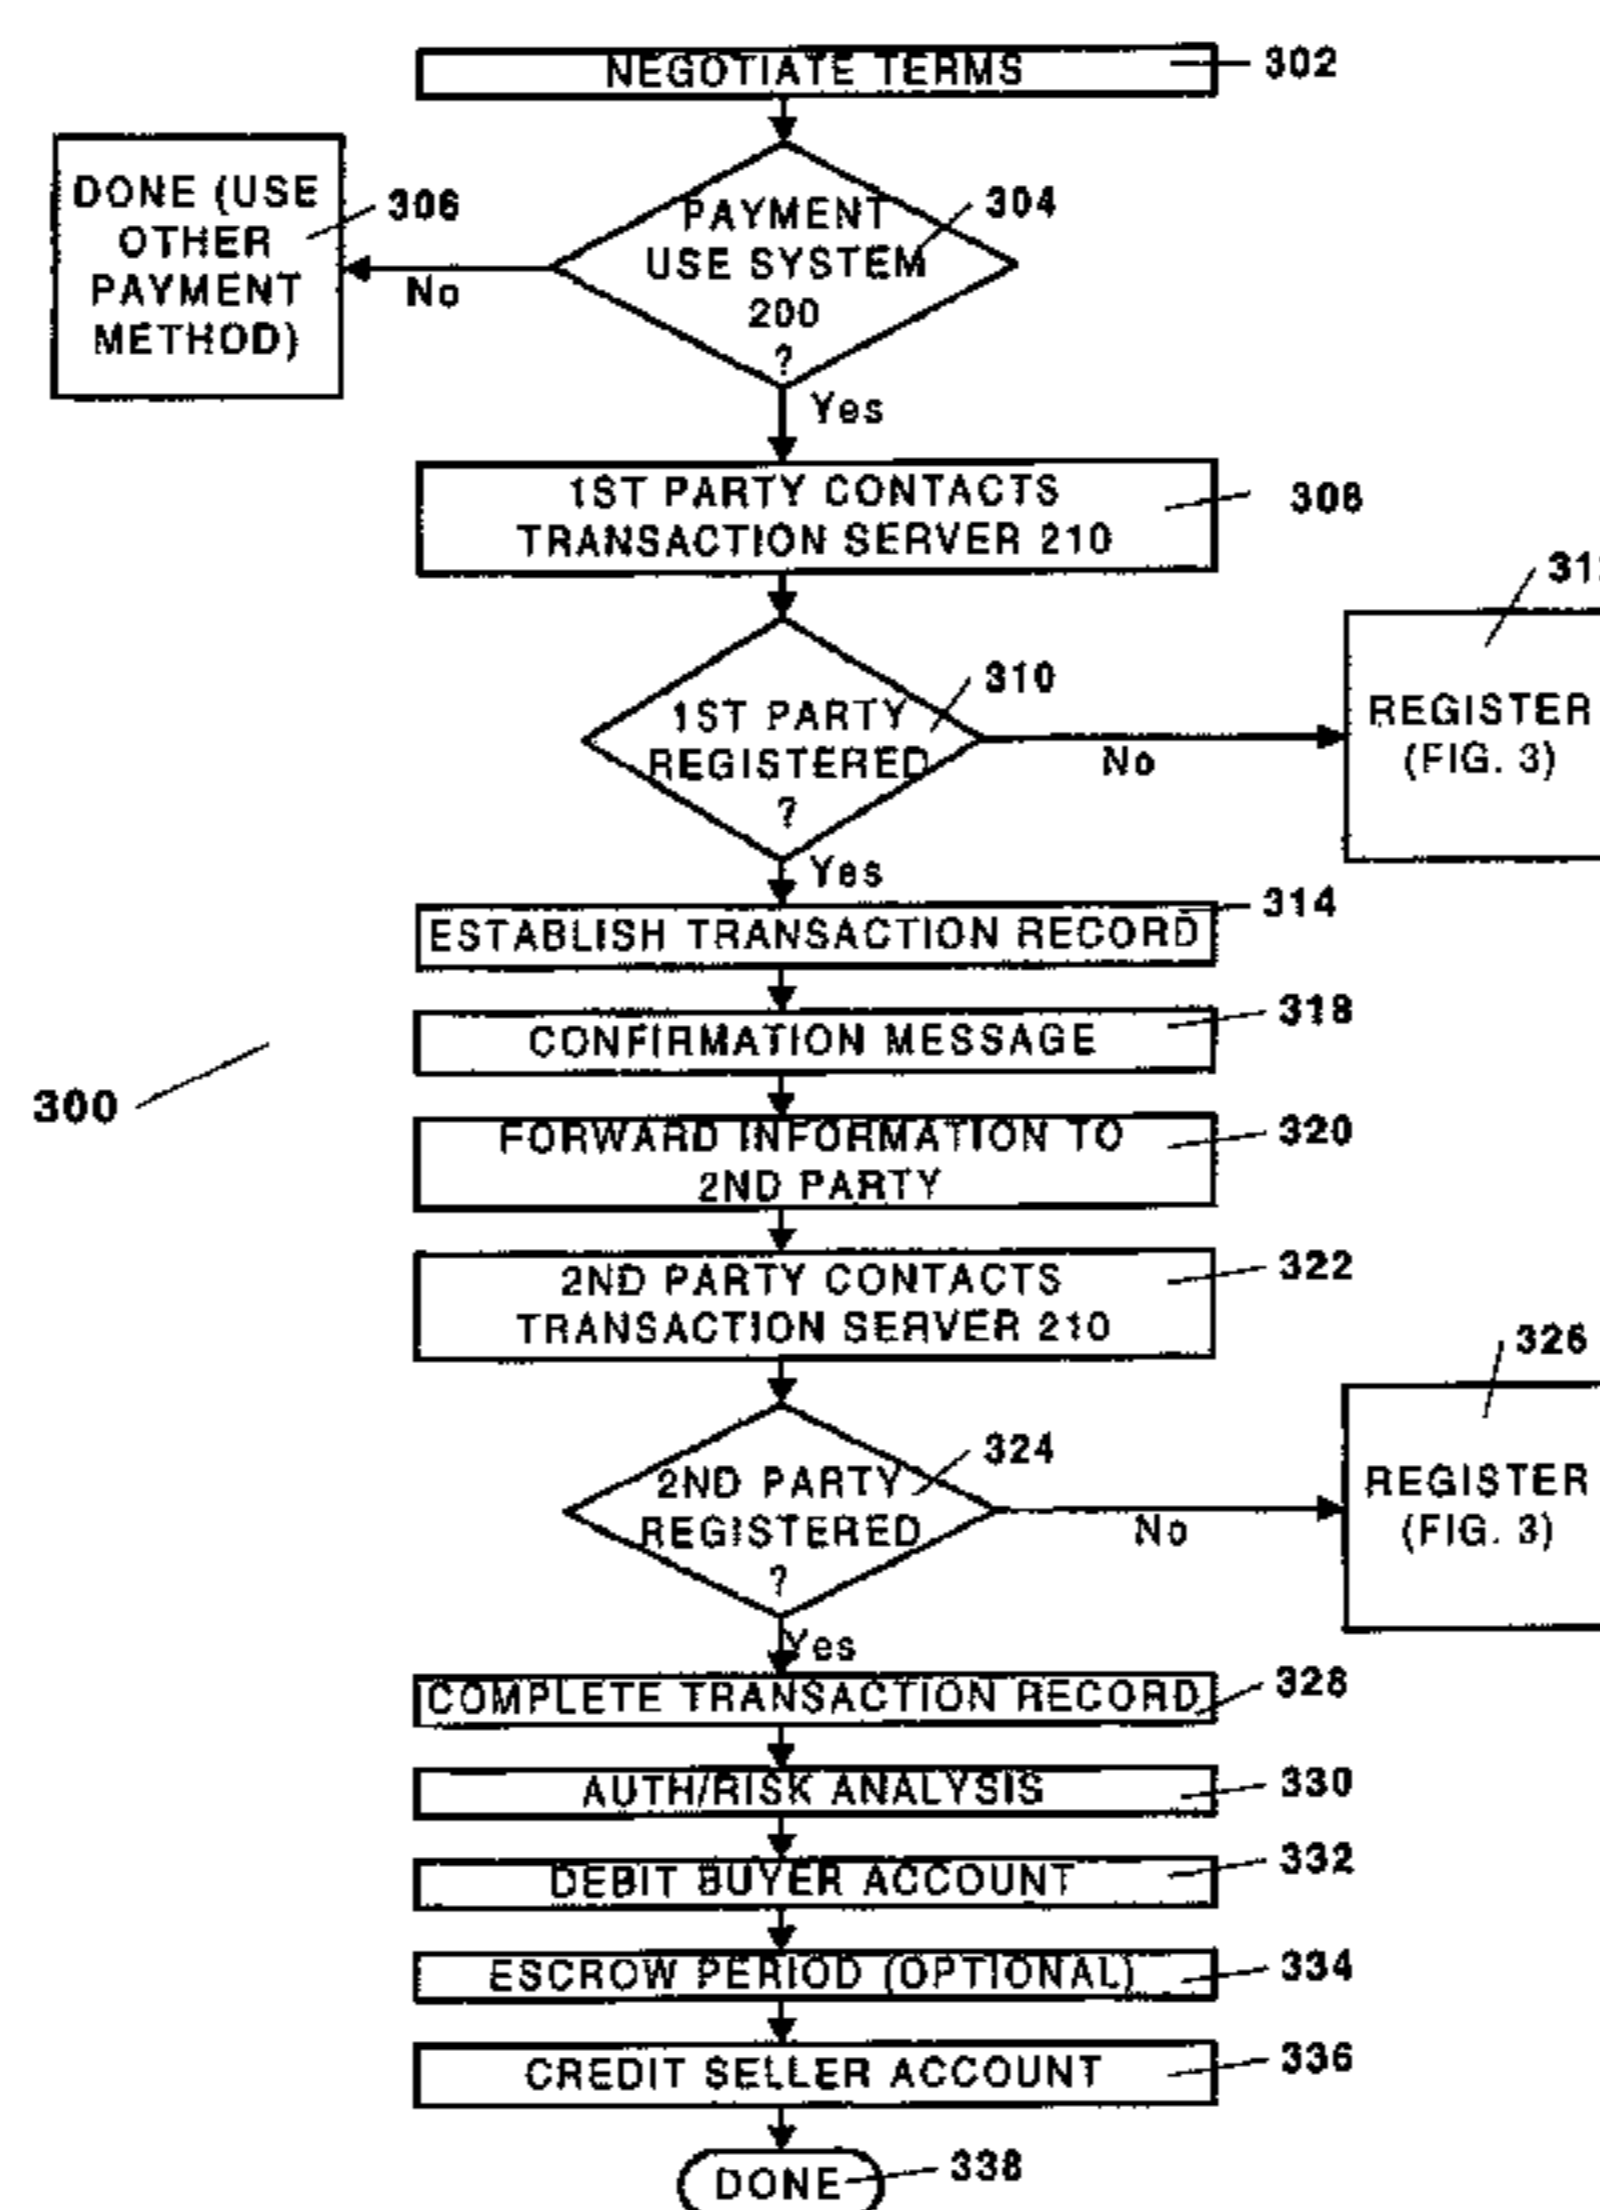 NEGOTIATE TERMS
302
DONE (USE
OTHER
PAYMENT
METHOD)
306
No
PAYMENT
USE SYSTEM
200
?
304
Yes
1ST PARTY CONTACTS
TRANSACTION SERVER 210
308
1ST PARTY
REGISTERED
?
310
No
REGISTER
(FIG. 3)
Yes
ESTABLISH TRANSACTION RECORD
314
CONFIRMATION MESSAGE
318
300
FORWARD INFORMATION TO
2ND PARTY
320
2ND PARTY CONTACTS
TRANSACTION SERVER 210
322
2ND PARTY
REGISTERED
?
324
No
326
REGISTER
(FIG. 3)
Yes
COMPLETE TRANSACTION RECORD
328
AUTH/RISK ANALYSIS
330
DEBIT BUYER ACCOUNT
332
ESCROW PERIOD (OPTIONAL)
334
CREDIT SELLER ACCOUNT
336
DONE
338